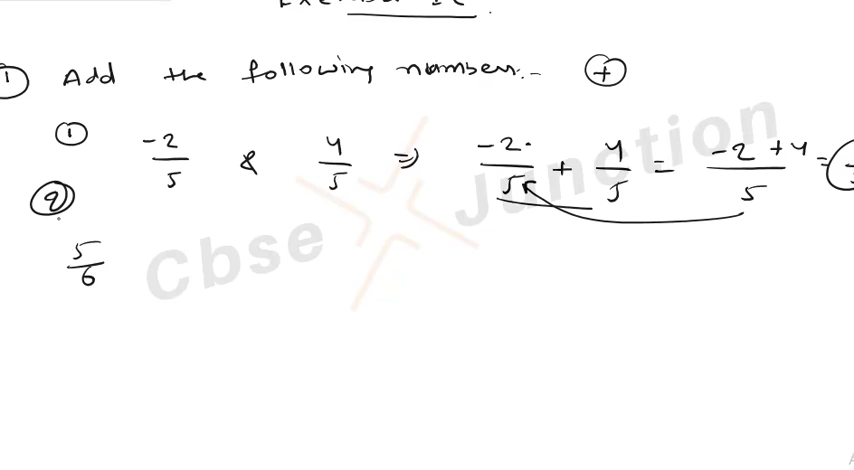 ① Add the following numbers:- ⊕
① -2/5 & 4/5 ⇒ -2/5 + 4/5 = -2+4/5 =
②
5/6
Cbse Junction